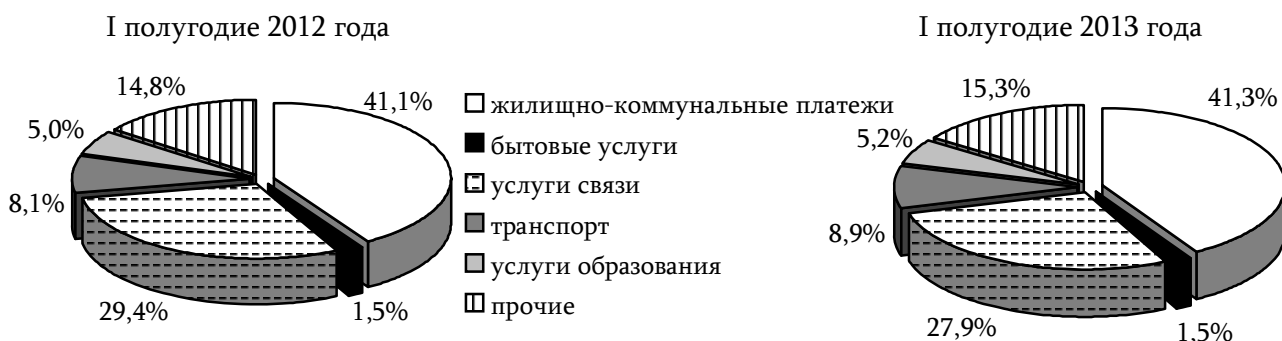 I полугодие 2012 года
14,8%
41,1%
5,0%
8,1%
29,4%
1,5%
жилищно-коммунальные платежи
бытовые услуги
услуги связи
транспорт
услуги образования
прочие
I полугодие 2013 года
15,3%
41,3%
5,2%
8,9%
27,9%
1,5%